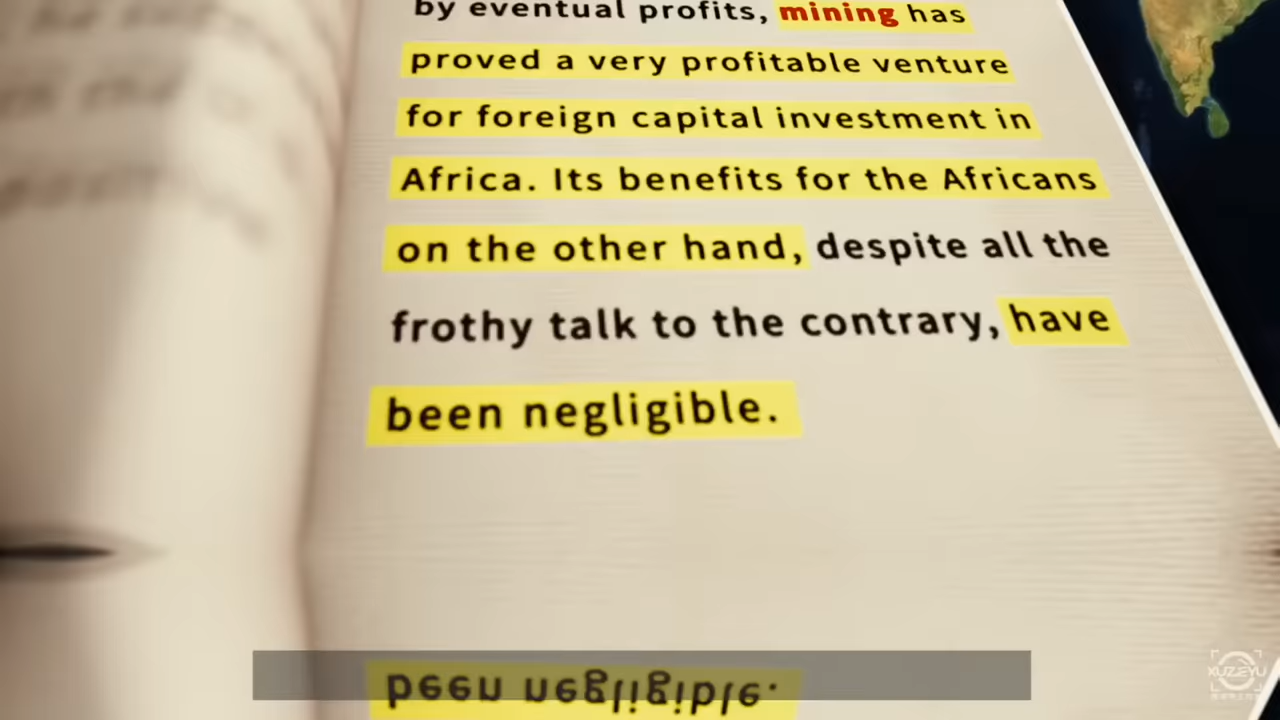 by eventual profits, mining has
proved a very profitable venture
for foreign capital investment in
Africa. Its benefits for the Africans
on the other hand, despite all the
frothy talk to the contrary, have
been negligible.
been negligible.
XUZEYU